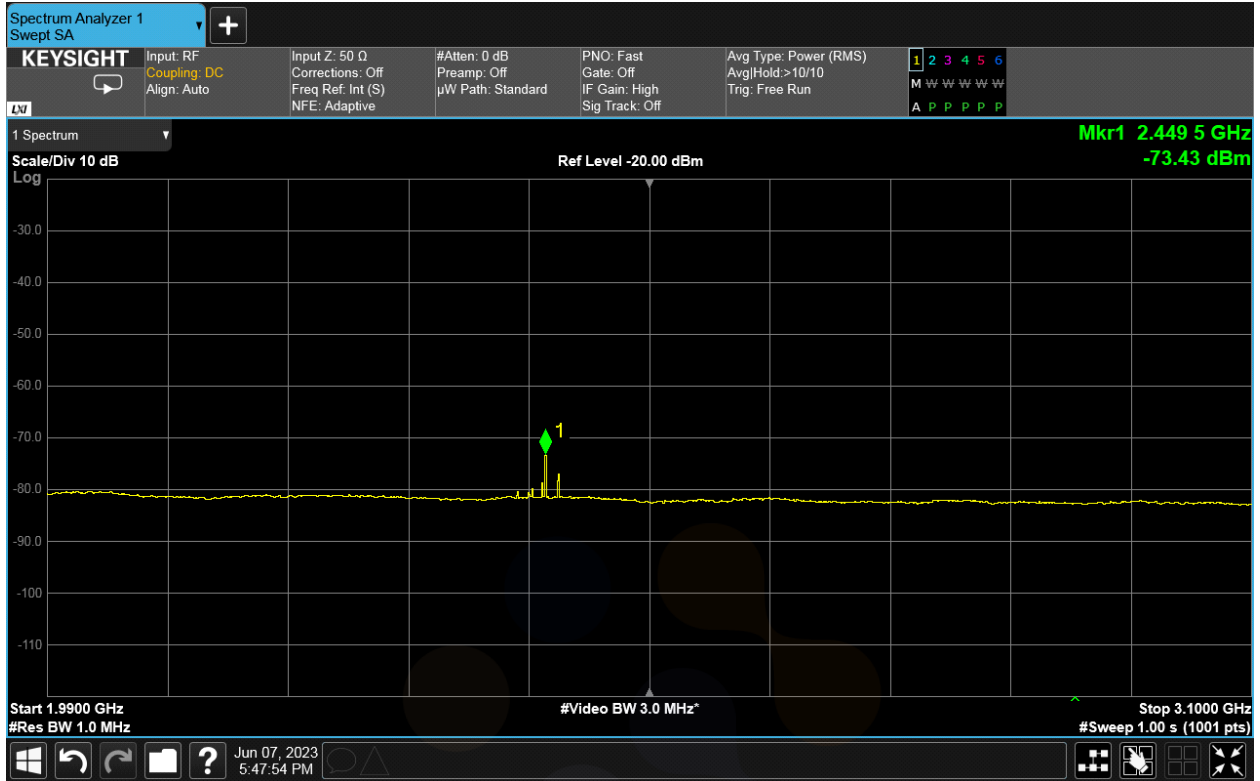 Spectrum Analyzer 1
Swept SA
KEYSIGHT
LXI
Input: RF
Coupling: DC
Align: Auto
Input Z: 50 Ω
Corrections: Off
Freq Ref: Int (S)
NFE: Adaptive
#Atten: 0 dB
Preamp: Off
µW Path: Standard
PNO: Fast
Gate: Off
IF Gain: High
Sig Track: Off
Avg Type: Power (RMS)
Avg|Hold:>10/10
Trig: Free Run
1 2 3 4 5 6
M W W W W W
A P P P P P
1 Spectrum
Mkr1 2.449 5 GHz
-73.43 dBm
Scale/Div 10 dB
Ref Level -20.00 dBm
Log
-30.0
-40.0
-50.0
-60.0
-70.0
1
-80.0
-90.0
-100
-110
Start 1.9900 GHz
#Video BW 3.0 MHz*
Stop 3.1000 GHz
#Res BW 1.0 MHz
#Sweep 1.00 s (1001 pts)
?
Jun 07, 2023
5:47:54 PM